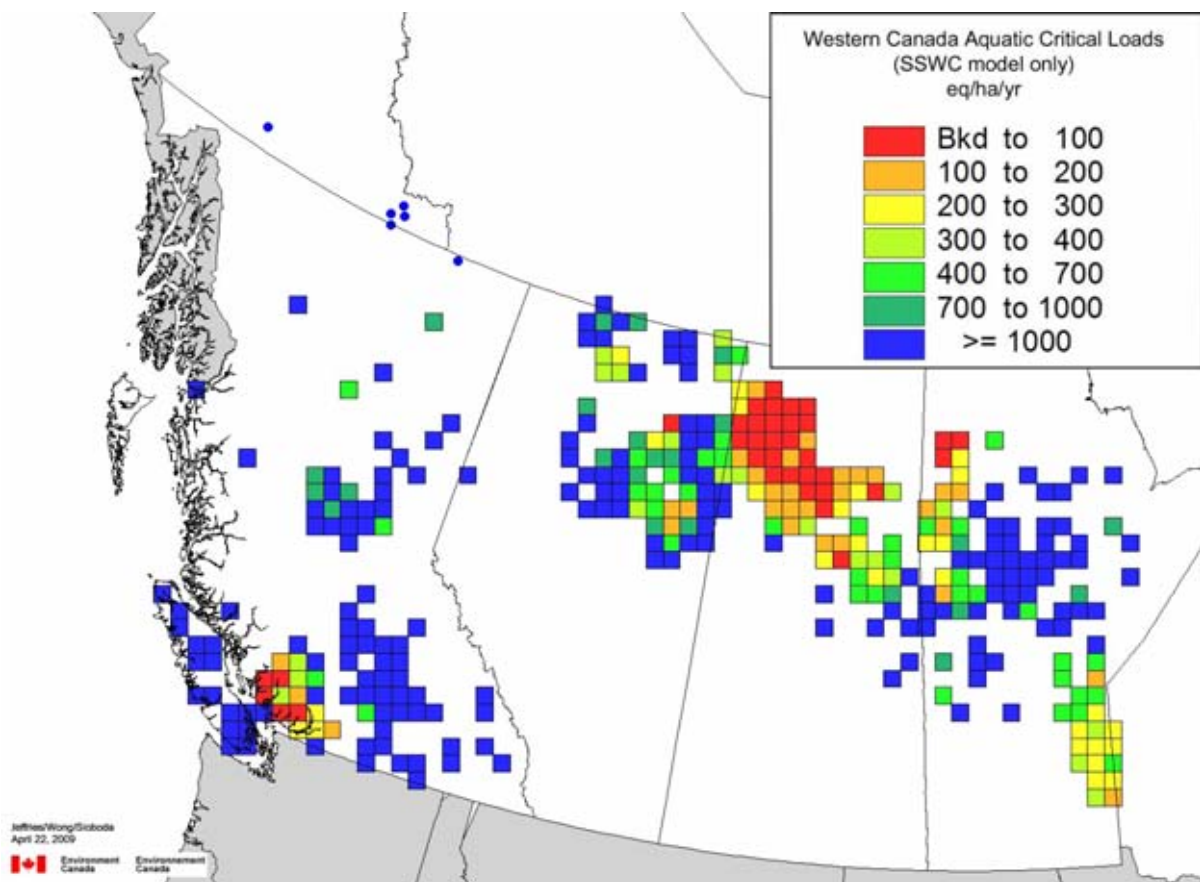 Western Canada Aquatic Critical Loads
(SSWC model only)
eq/ha/yr
Bkd to 100
100 to 200
200 to 300
300 to 400
400 to 700
700 to 1000
>= 1000
Jeffries/Wong/Sloboda
April 22, 2009
Environment Environnement
Canada Canada